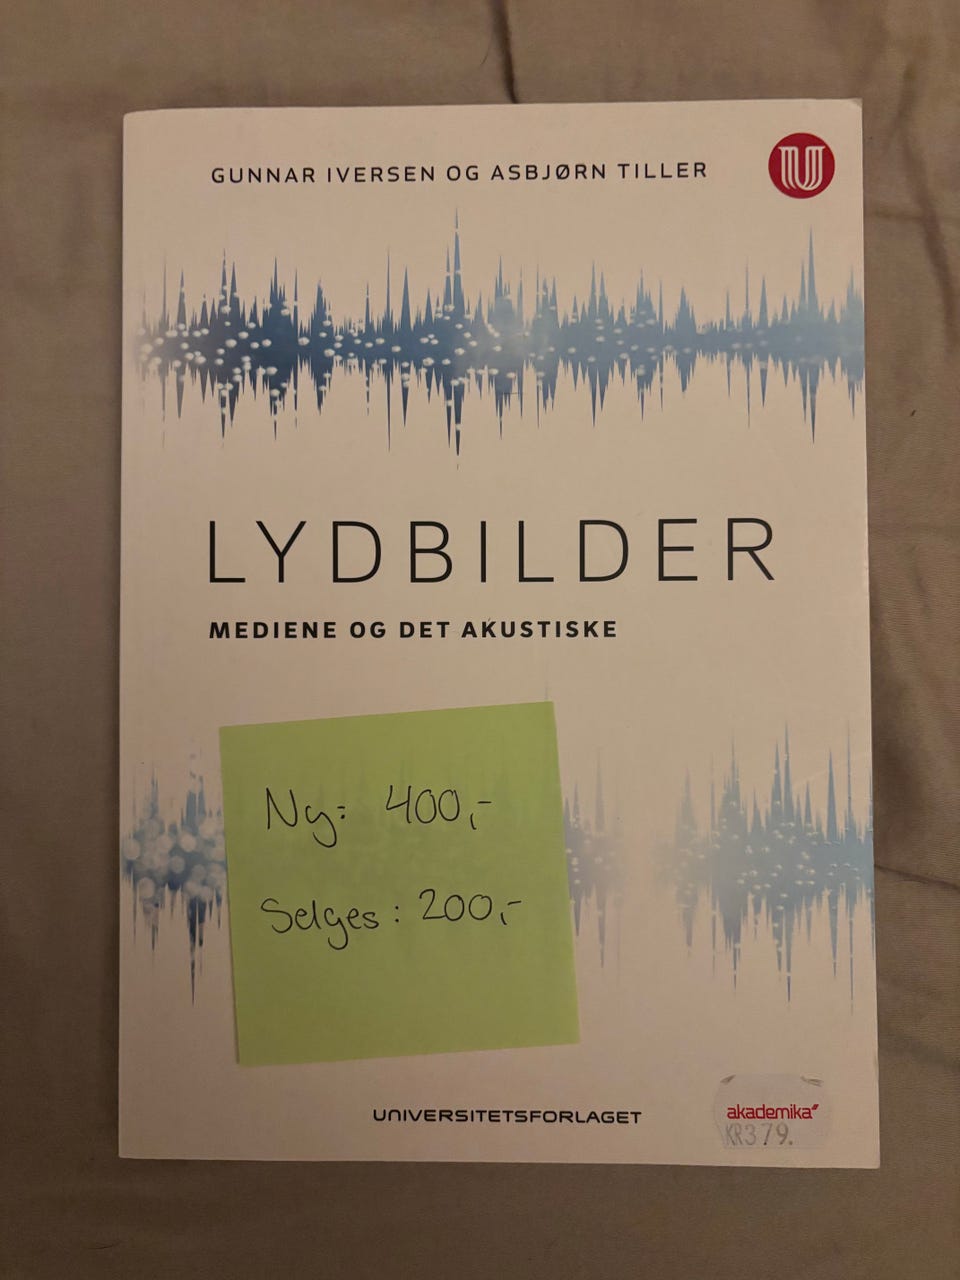 GUNNAR IVERSEN OG ASBJØRN TILLER
LYDBILDER
MEDIENE OG DET AKUSTISKE
Ny: 400,-
Selges: 200,-
UNIVERSITETSFORLAGET
akademika
KR379.